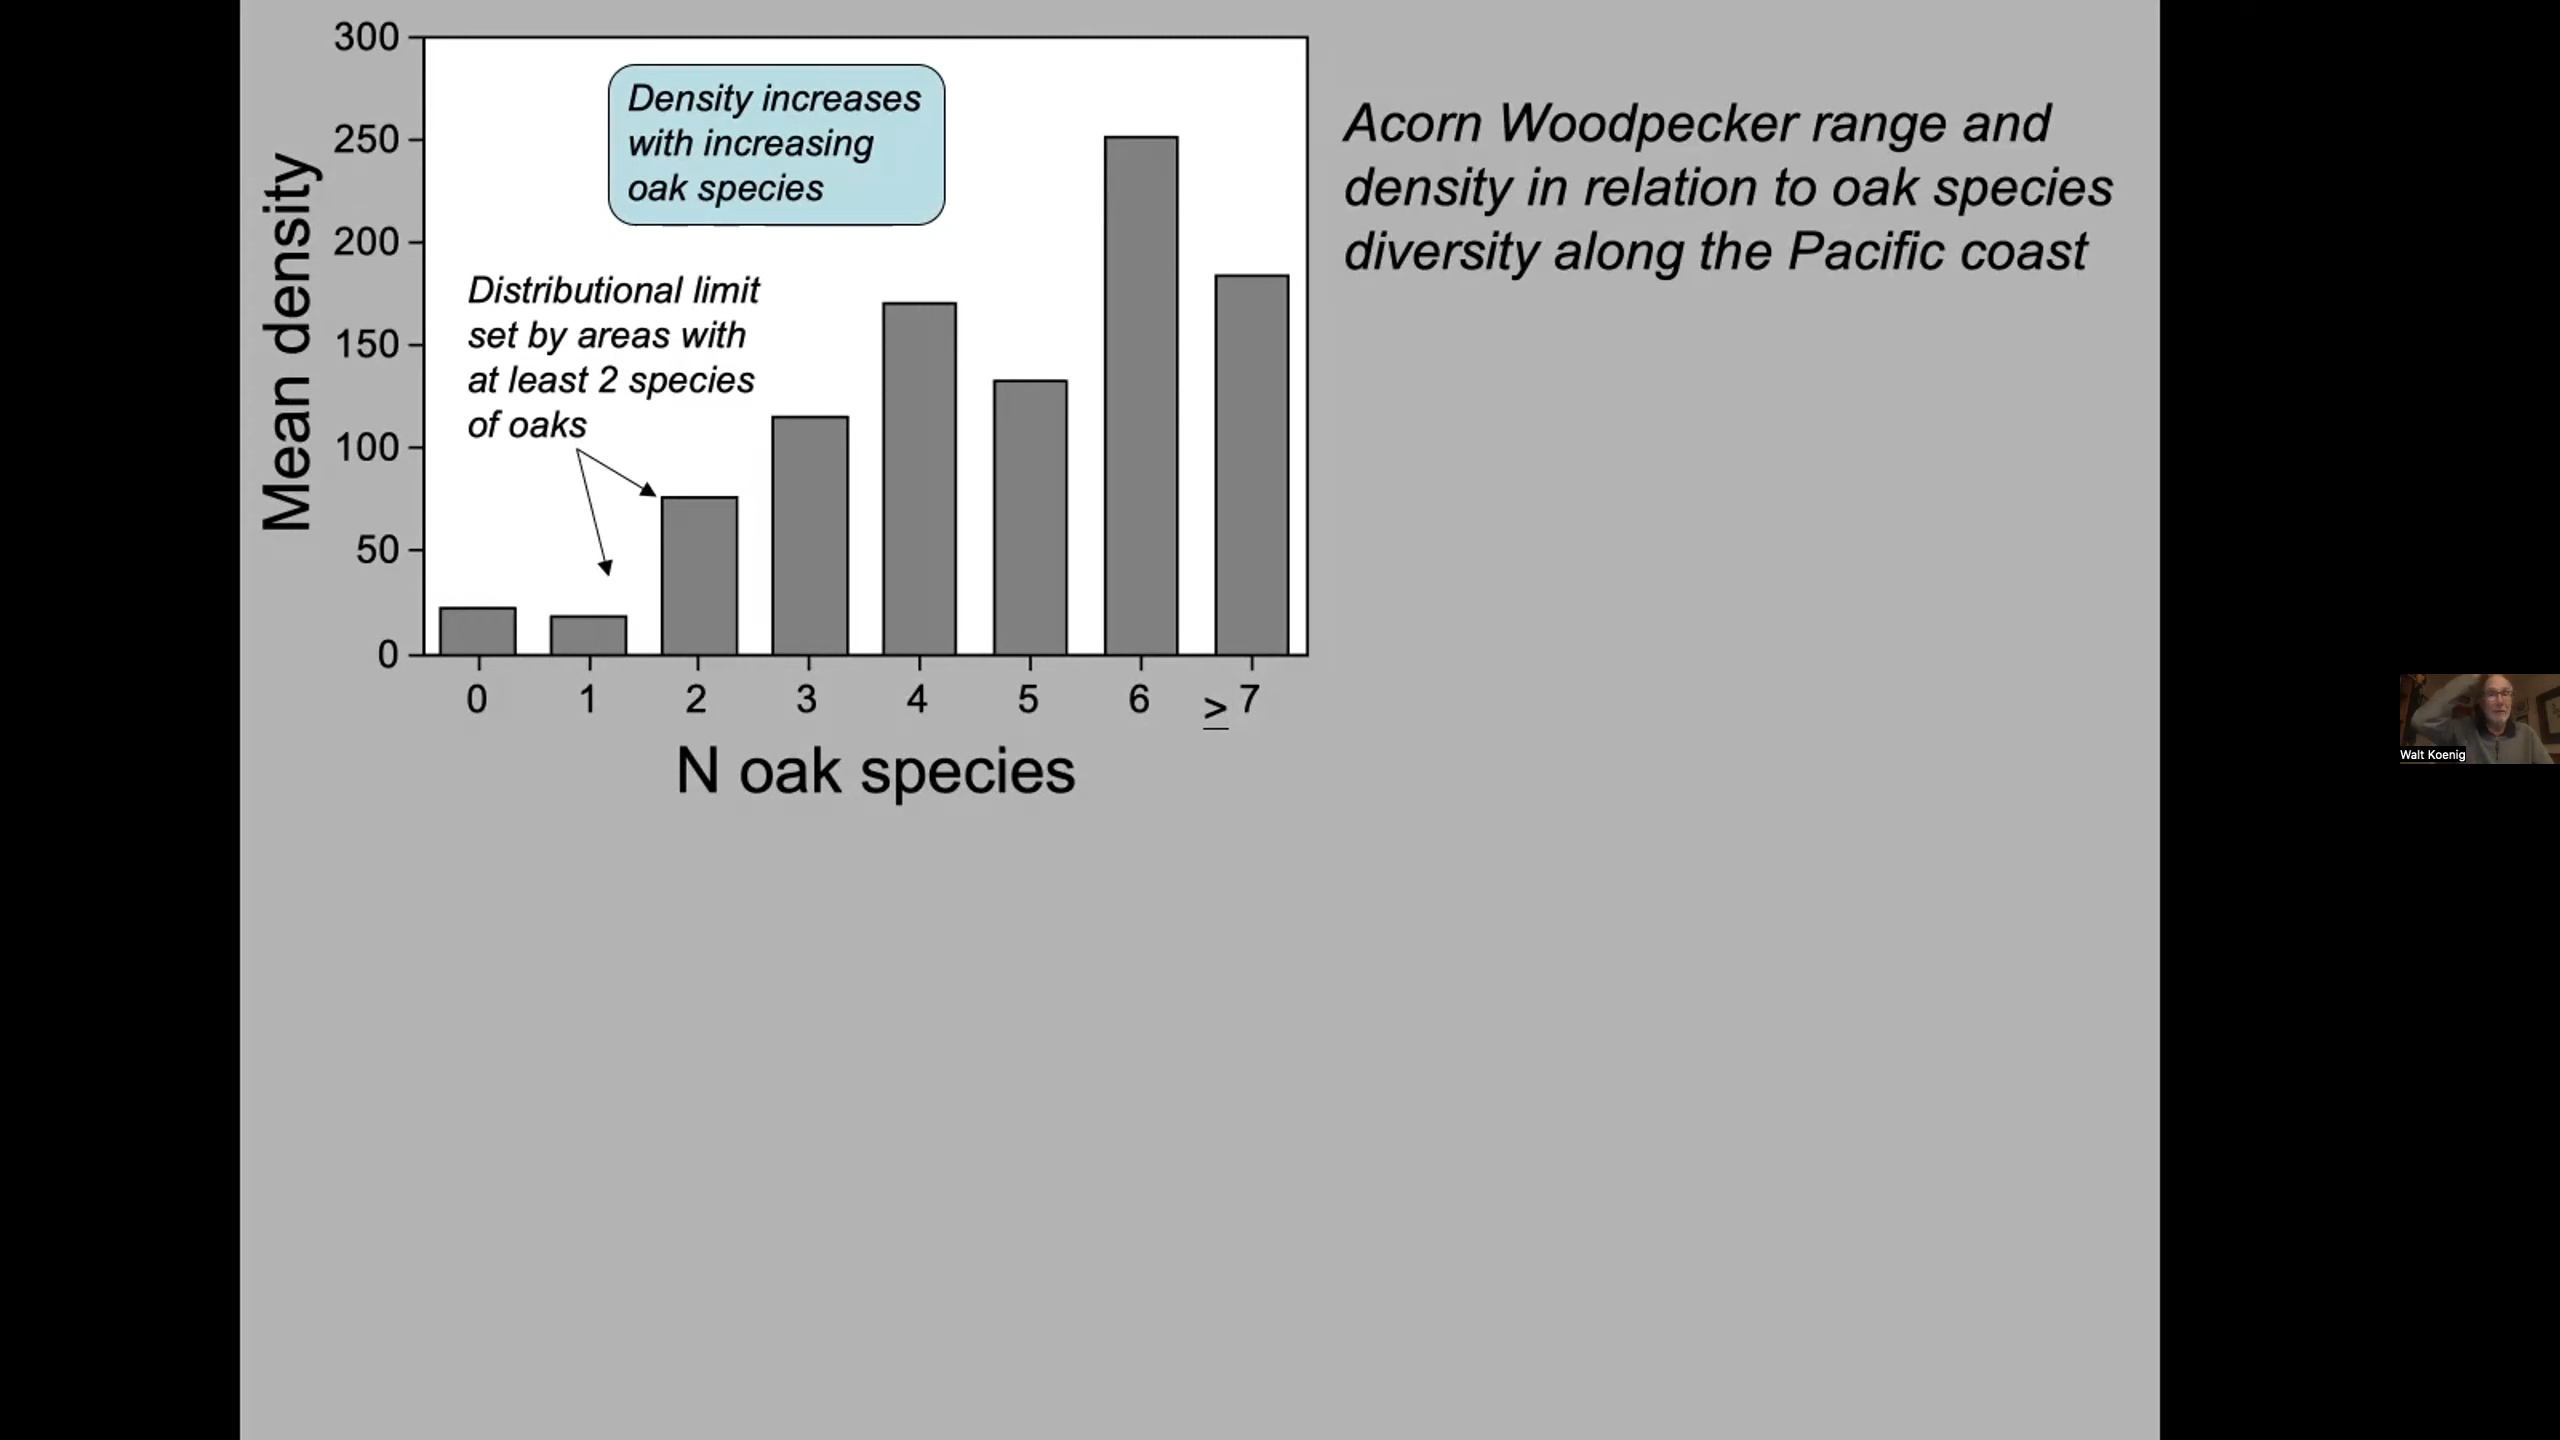 300
250
200
150
100
50
0
Mean density
Density increases
with increasing
oak species
Distributional limit
set by areas with
at least 2 species
of oaks
0 1 2 3 4 5 6 ≥ 7
N oak species
Acorn Woodpecker range and
density in relation to oak species
diversity along the Pacific coast
Walt Koenig